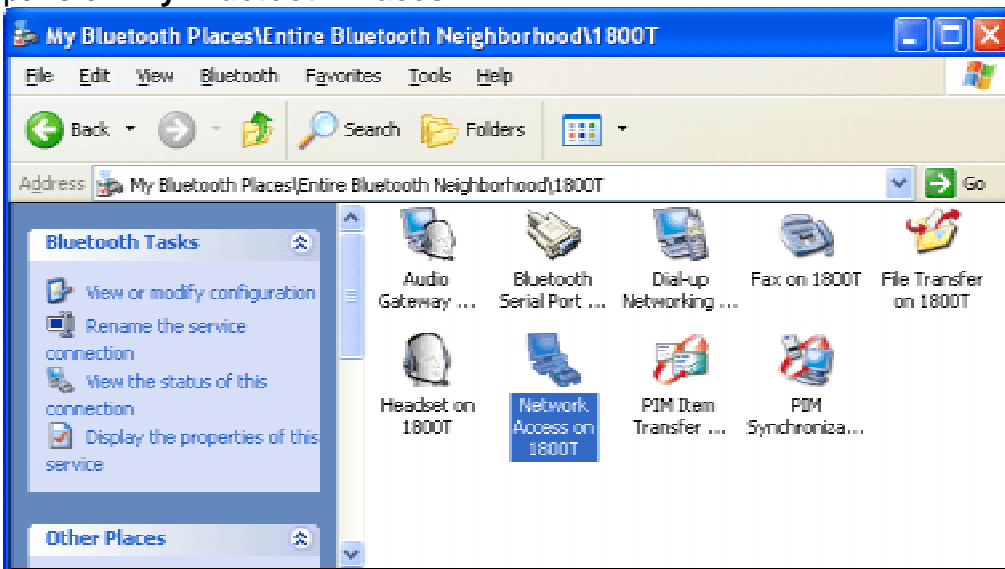 My Bluetooth Places\Entire Bluetooth Neighborhood\1800T
File Edit View Bluetooth Favorites Tools Help
Back Search Folders
Address My Bluetooth Places\Entire Bluetooth Neighborhood\1800T Go
Bluetooth Tasks
View or modify configuration
Rename the service
connection
View the status of this
connection
Display the properties of this
service
Other Places
Audio
Gateway ...
Bluetooth
Serial Port ...
Dial-up
Networking ...
Fax on 1800T
File Transfer
on 1800T
Headset on
1800T
Network
Access on
1800T
PIM Item
Transfer ...
PIM
Synchroniza...